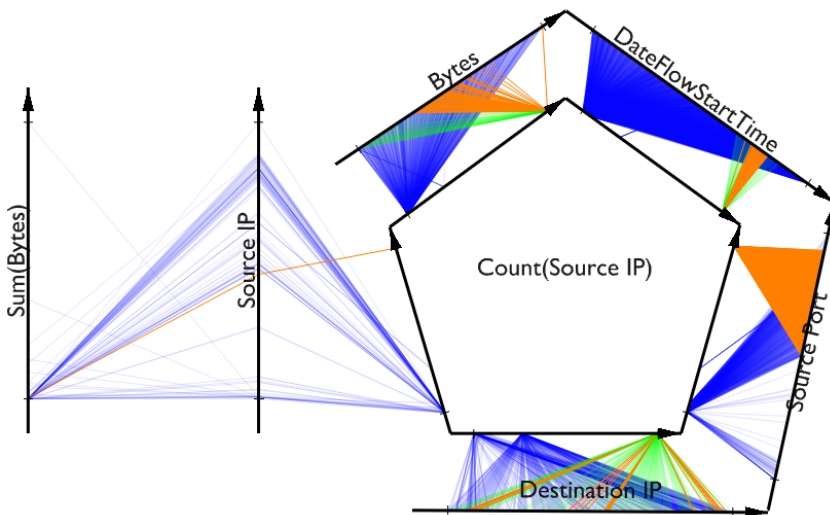 Sum(Bytes)
Source IP
Bytes
DateFlowStartTime
Count(Source IP)
Source Port
Destination IP